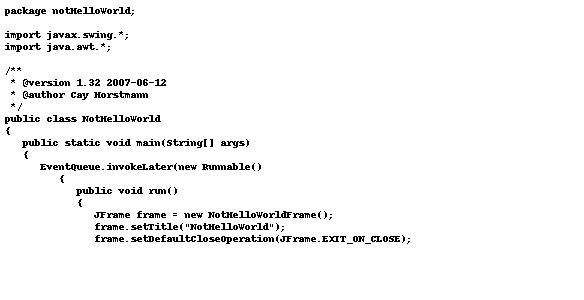 package notHelloWorld;
import javax.swing.*;
import java.awt.*;
/**
 * @version 1.32 2007-06-12
 * @author Cay Horstmann
 */
public class NotHelloWorld
{
   public static void main(String[] args)
   {
      EventQueue.invokeLater(new Runnable()
         {
            public void run()
            {
               JFrame frame = new NotHelloWorldFrame();
               frame.setTitle("NotHelloWorld");
               frame.setDefaultCloseOperation(JFrame.EXIT_ON_CLOSE);